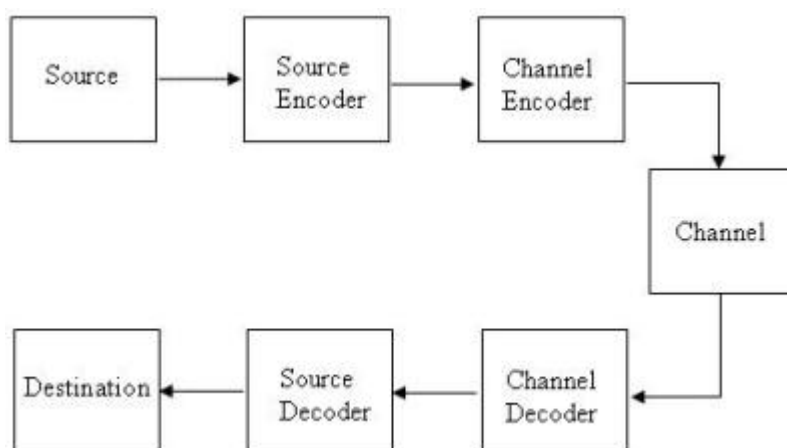 Source
Source
Encoder
Channel
Encoder
Channel
Destination
Source
Decoder
Channel
Decoder